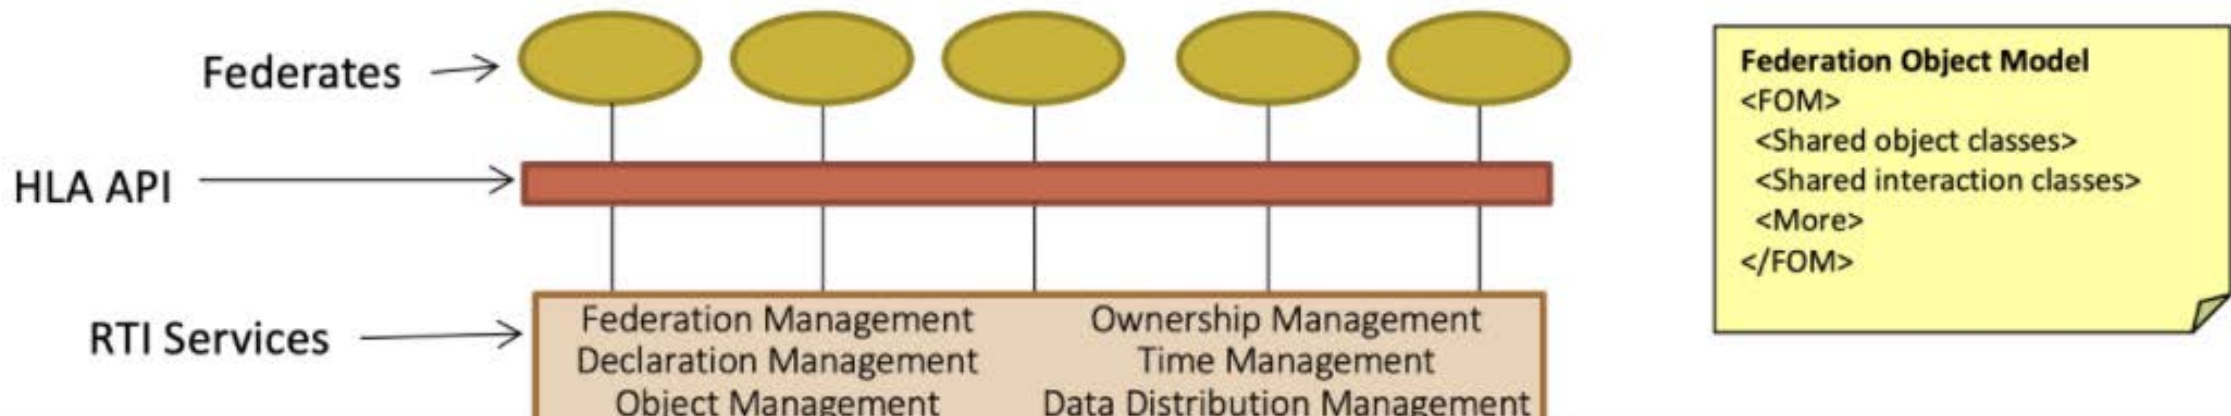 Federates
HLA API
RTI Services
Federation Management
Declaration Management
Object Management
Ownership Management
Time Management
Data Distribution Management
Federation Object Model
<FOM>
<Shared object classes>
<Shared interaction classes>
<More>
</FOM>